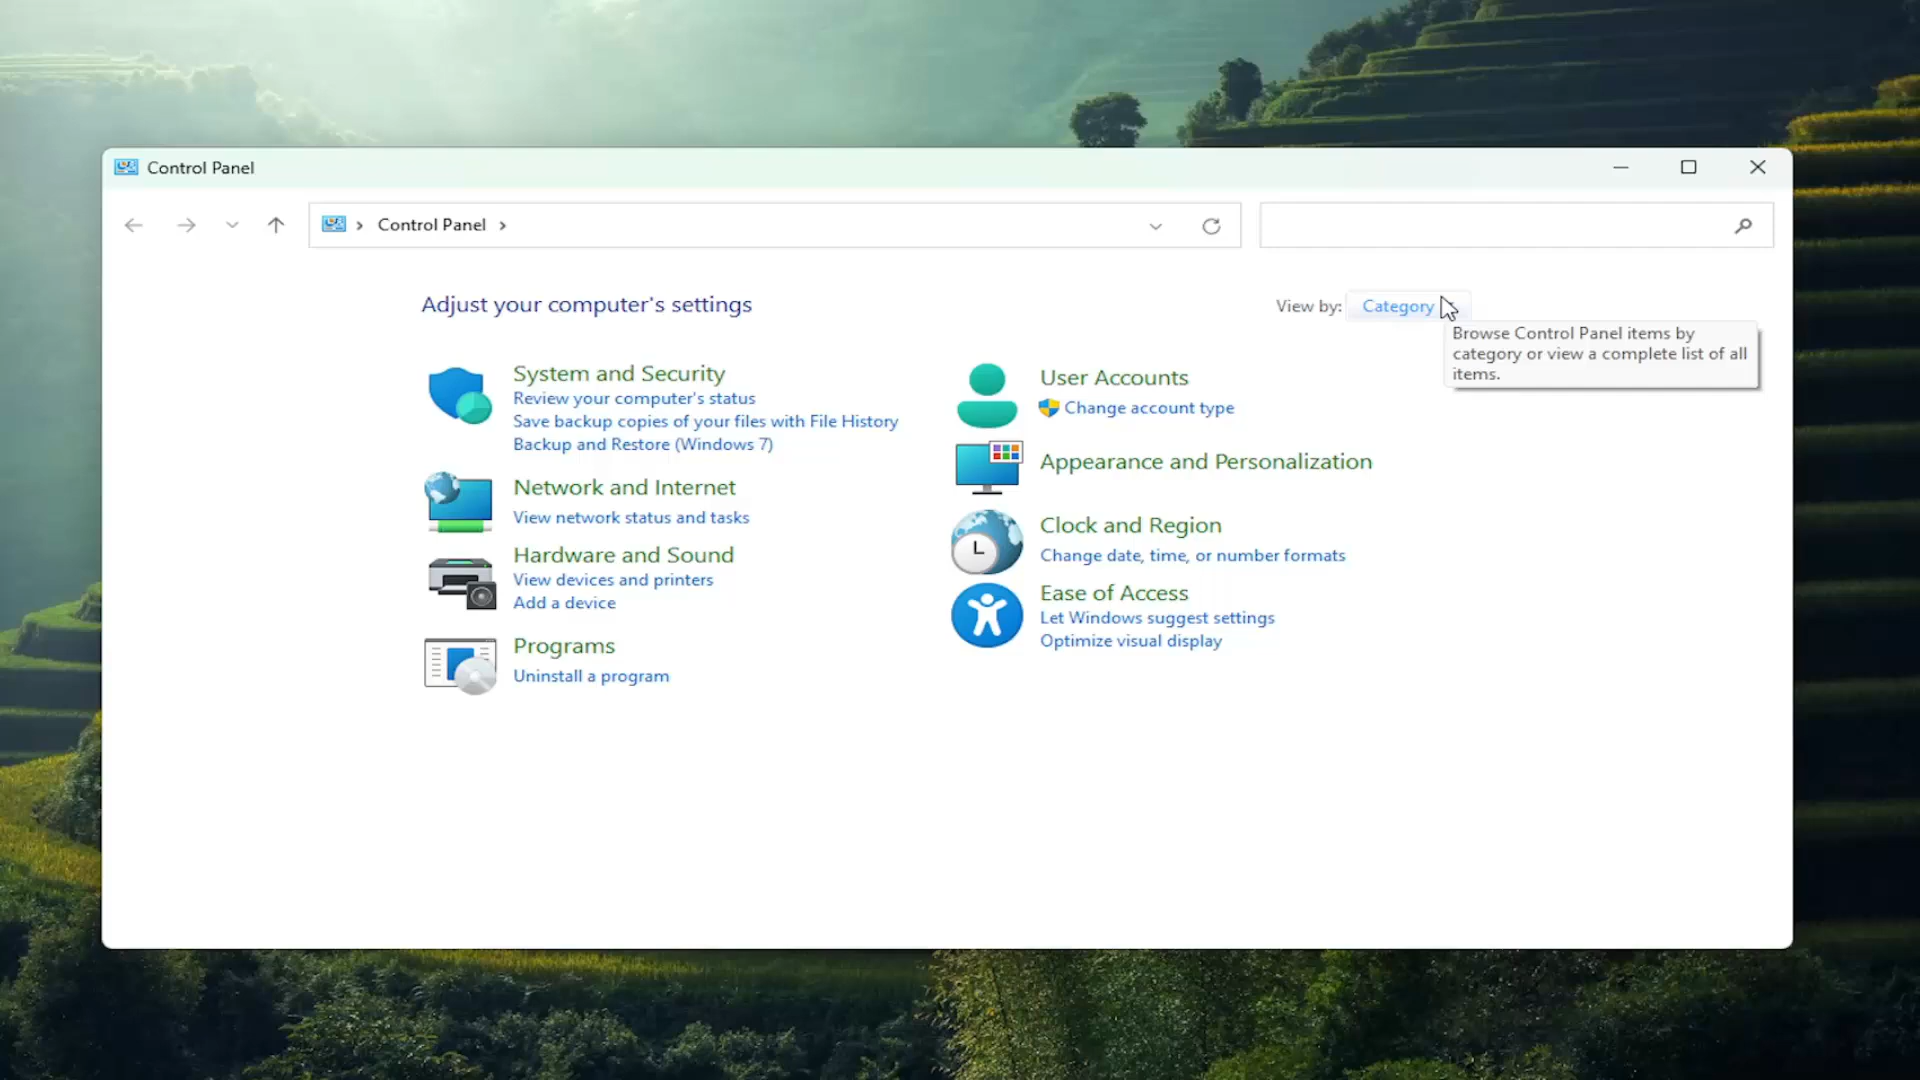 Control Panel
Control Panel
Adjust your computer's settings
View by: Category
Browse Control Panel items by
category or view a complete list of all
items.
System and Security
Review your computer's status
Save backup copies of your files with File History
Backup and Restore (Windows 7)
Network and Internet
View network status and tasks
Hardware and Sound
View devices and printers
Add a device
Programs
Uninstall a program
User Accounts
Change account type
Appearance and Personalization
Clock and Region
Change date, time, or number formats
Ease of Access
Let Windows suggest settings
Optimize visual display